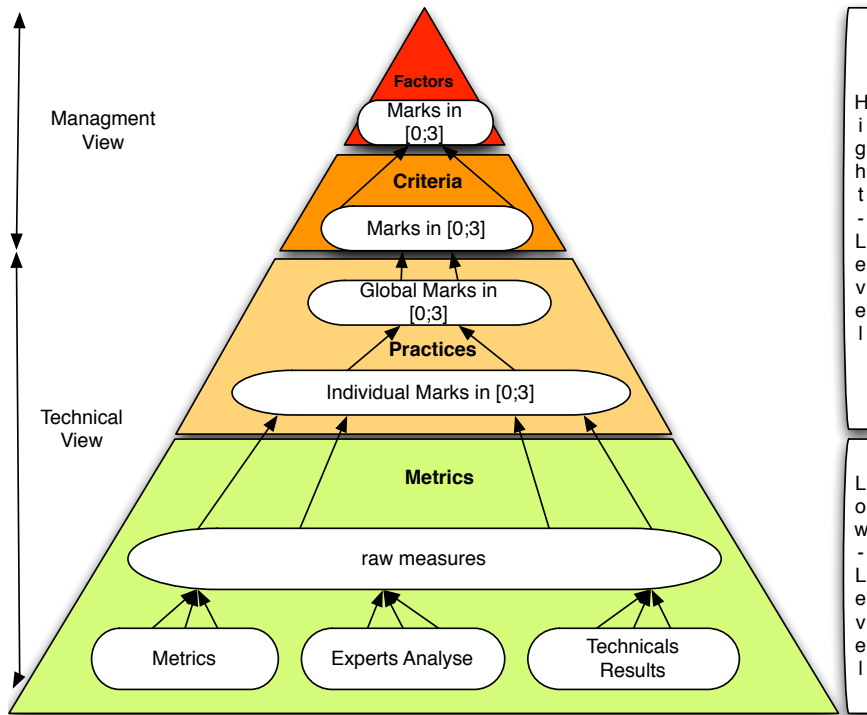 Factors
Marks in
[0;3]
Managment
View
Criteria
Marks in [0;3]
Global Marks in
[0;3]
Practices
Individual Marks in [0;3]
Technical
View
Metrics
raw measures
Metrics
Experts Analyse
Technicals
Results
H
i
g
h
t
-
L
e
v
e
l
L
o
w
-
L
e
v
e
l